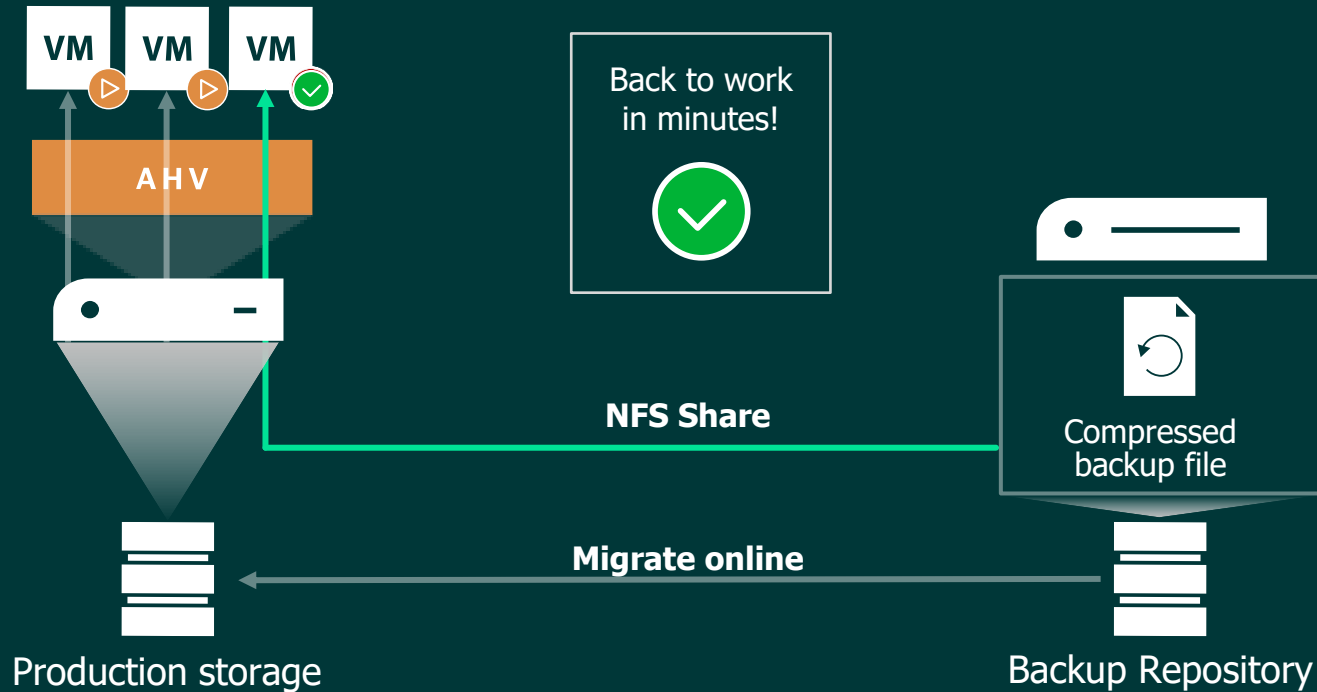 VM VM VM
AHV
Back to work
in minutes!
NFS Share
Compressed
backup file
Migrate online
Production storage
Backup Repository